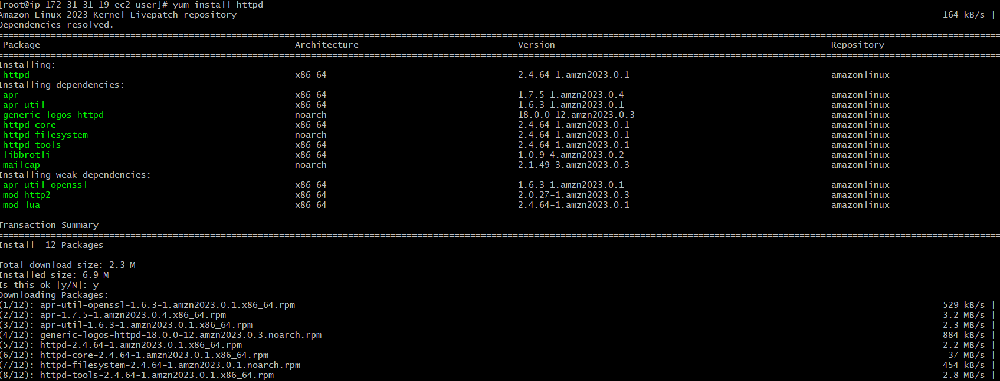 [root@ip-172-31-31-19 ec2-user]# yum install httpd
Amazon Linux 2023 Kernel Livepatch repository 164 kB/s |
Dependencies resolved.
Package Architecture Version Repository
Installing:
httpd x86_64 2.4.64-1.amzn2023.0.1 amazonlinux
Installing dependencies:
apr x86_64 1.7.5-1.amzn2023.0.4 amazonlinux
apr-util x86_64 1.6.3-1.amzn2023.0.1 amazonlinux
generic-logos-httpd noarch 18.0.0-12.amzn2023.0.3 amazonlinux
httpd-core x86_64 2.4.64-1.amzn2023.0.1 amazonlinux
httpd-filesystem noarch 2.4.64-1.amzn2023.0.1 amazonlinux
httpd-tools x86_64 2.4.64-1.amzn2023.0.1 amazonlinux
libbrotli x86_64 1.0.9-4.amzn2023.0.2 amazonlinux
mailcap noarch 2.1.49-3.amzn2023.0.3 amazonlinux
Installing weak dependencies:
apr-util-openssl x86_64 1.6.3-1.amzn2023.0.1 amazonlinux
mod_http2 x86_64 2.0.27-1.amzn2023.0.3 amazonlinux
mod_lua x86_64 2.4.64-1.amzn2023.0.1 amazonlinux
Transaction Summary
Install 12 Packages
Total download size: 2.3 M
Installed size: 6.9 M
Is this ok [y/N]: y
Downloading Packages:
(1/12): apr-util-openssl-1.6.3-1.amzn2023.0.1.x86_64.rpm 529 kB/s |
(2/12): apr-1.7.5-1.amzn2023.0.4.x86_64.rpm 3.2 MB/s |
(3/12): apr-util-1.6.3-1.amzn2023.0.1.x86_64.rpm 2.3 MB/s |
(4/12): generic-logos-httpd-18.0.0-12.amzn2023.0.3.noarch.rpm 884 kB/s |
(5/12): httpd-2.4.64-1.amzn2023.0.1.x86_64.rpm 2.2 MB/s |
(6/12): httpd-core-2.4.64-1.amzn2023.0.1.x86_64.rpm 37 MB/s |
(7/12): httpd-filesystem-2.4.64-1.amzn2023.0.1.noarch.rpm 454 kB/s |
(8/12): httpd-tools-2.4.64-1.amzn2023.0.1.x86_64.rpm 2.8 MB/s |